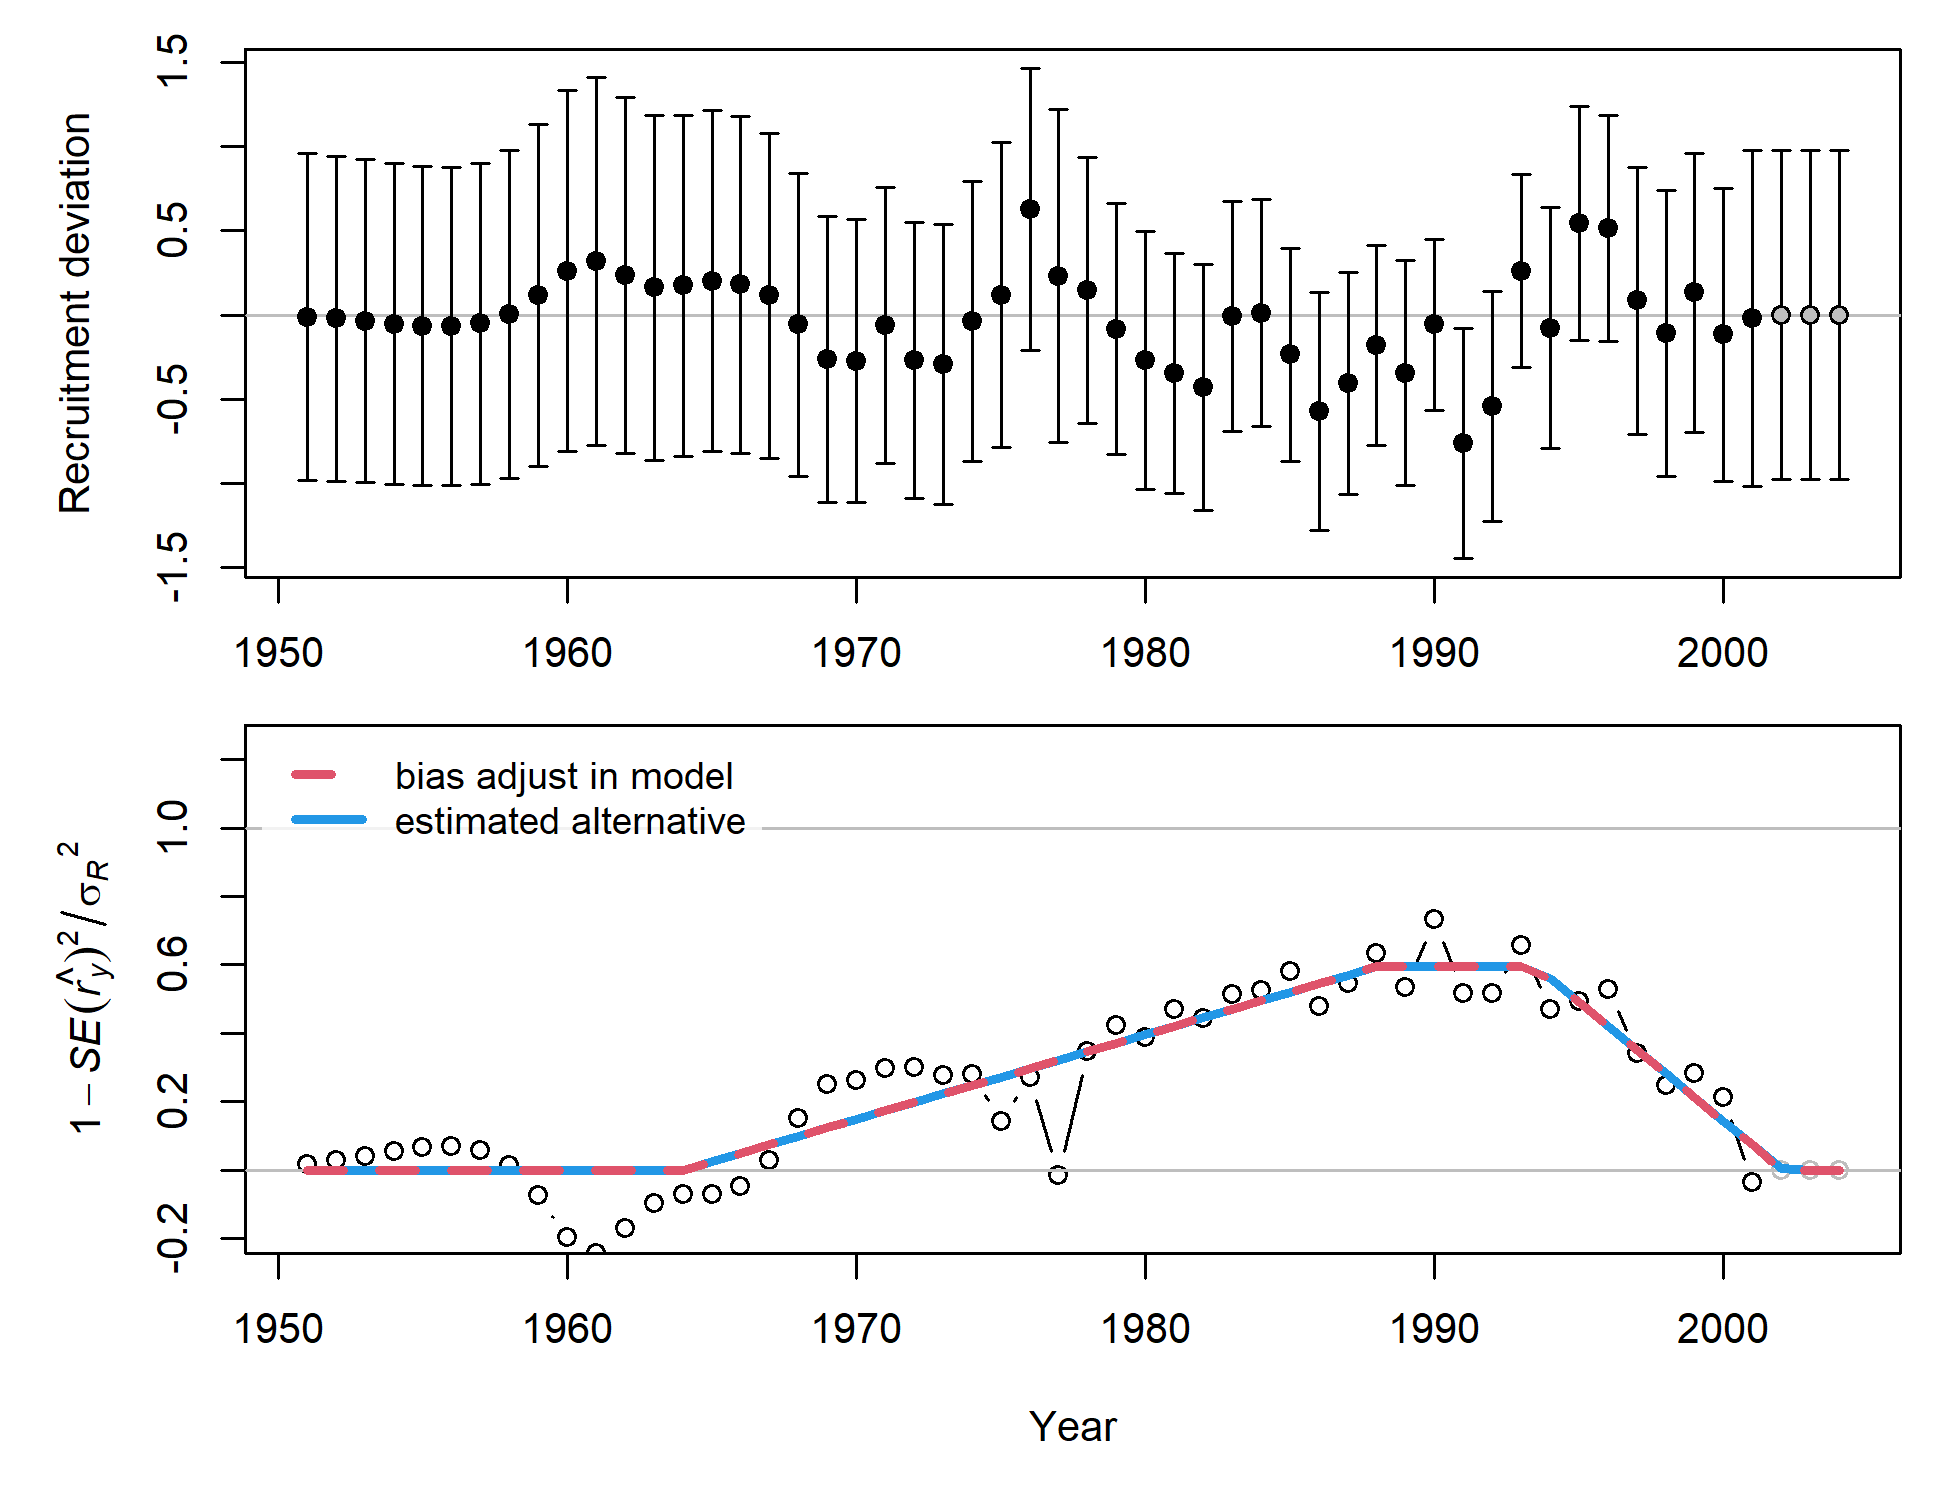 Recruitment deviation
1.5
0.5
-0.5
-1.5
1950 1960 1970 1980 1990 2000
bias adjust in model
estimated alternative
1 − SE(r̂_y)² / σ_R²
1.0
0.6
0.2
-0.2
1950 1960 1970 1980 1990 2000
Year